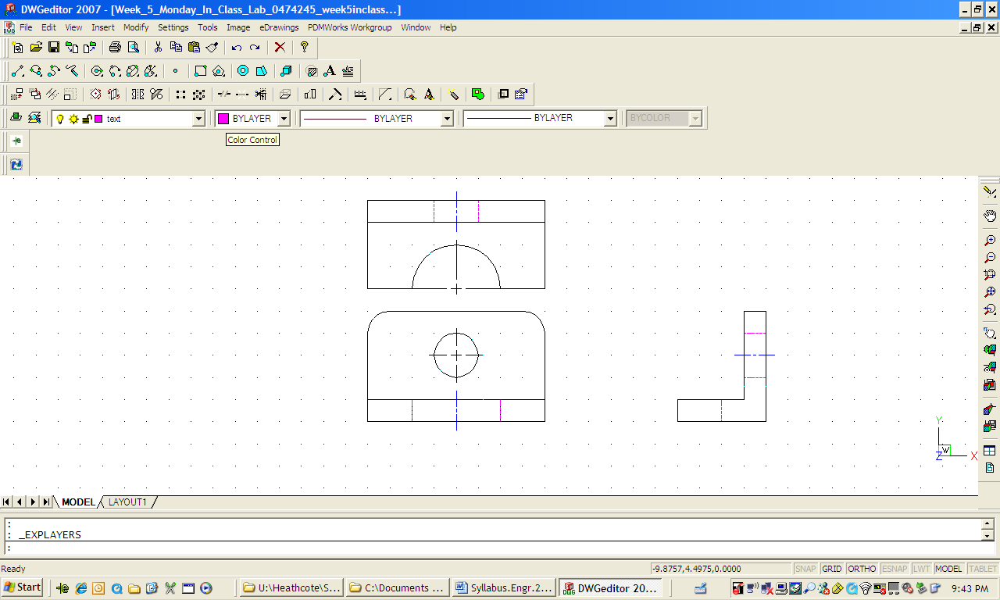 DWGeditor 2007 - [Week_5_Monday_In_Class_Lab_0474245_week5inclass...]
File Edit View Insert Modify Settings Tools Image eDrawings PDMWorks Workgroup Window Help
text BYLAYER BYLAYER BYLAYER BYCOLOR
Color Control
Y
W
Z X
MODEL LAYOUT1
:
: _EXPLAYERS
:
Ready -9.8757,4.4975,0.0000 SNAP GRID ORTHO ESNAP LWT MODEL TABLET
Start U:\Heathcote\S... C:\Documents ... Syllabus.Engr.2... DWGeditor 20... 9:43 PM